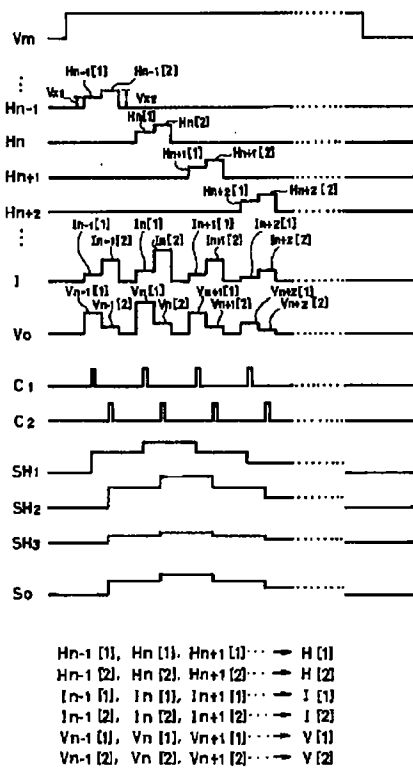 Vm
Hn-1[1] Hn-1[2]
Vx1
Vx2
Hn-1
Hn[1] Hn[2]
Hn
Hn+1[1] Hn+1[2]
Hn+1
Hn+2[1] Hn+2[2]
Hn+2
In-1[1] In[1] In+1[1] In+2[1]
In-1[2] In[2] In+1[2] In+2[2]
I
Vn-1[1] Vn[1] Vn+1[1] Vn+2[1]
Vn-1[2] Vn[2] Vn+1[2] Vn+2[2]
Vo
C1
C2
SH1
SH2
SH3
So
Hn-1 [1], Hn [1], Hn+1 [1]··· → H [1]
Hn-1 [2], Hn [2], Hn+1 [2]··· → H [2]
In-1 [1], In [1], In+1 [1]··· → I [1]
In-1 [2], In [2], In+1 [2]··· → I [2]
Vn-1 [1], Vn [1], Vn+1 [1]··· → V [1]
Vn-1 [2], Vn [2], Vn+1 [2]··· → V [2]